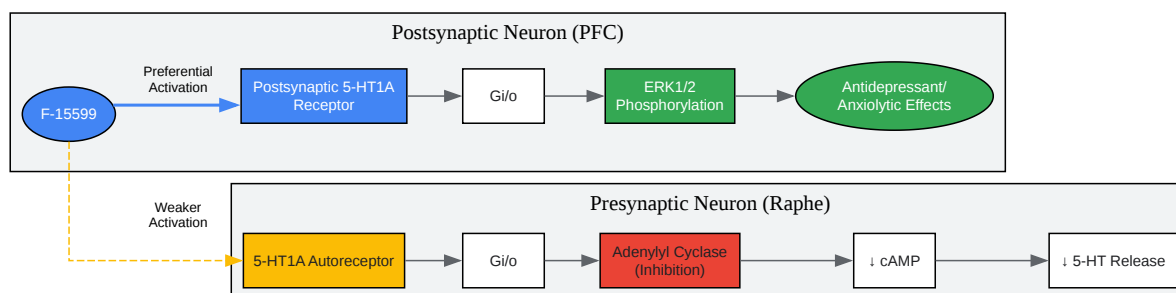 Postsynaptic Neuron (PFC)
F-15599
Preferential
Activation
Postsynaptic 5-HT1A
Receptor
Gi/o
ERK1/2
Phosphorylation
Antidepressant/
Anxiolytic Effects
Weaker
Activation
Presynaptic Neuron (Raphe)
5-HT1A Autoreceptor
Gi/o
Adenylyl Cyclase
(Inhibition)
↓ cAMP
↓ 5-HT Release